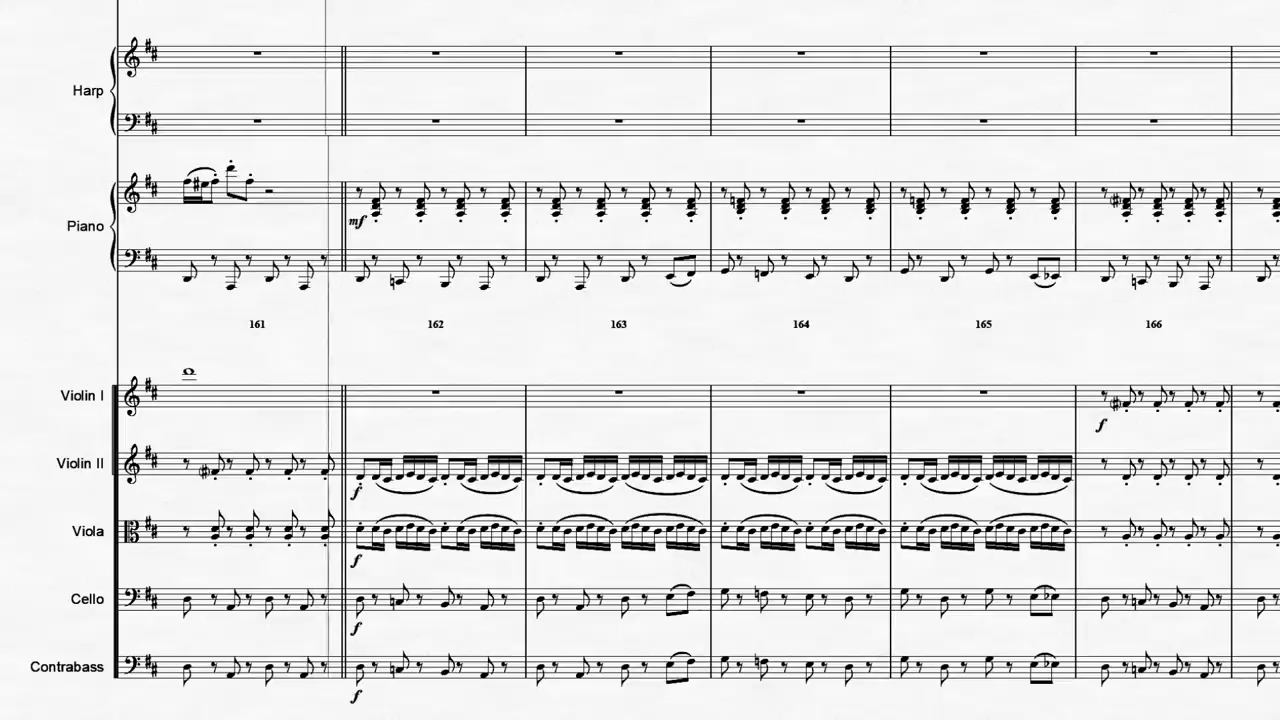 Harp
Piano
mf
161 162 163 164 165 166
Violin I
f
Violin II
f
Viola
f
Cello
f
Contrabass
f